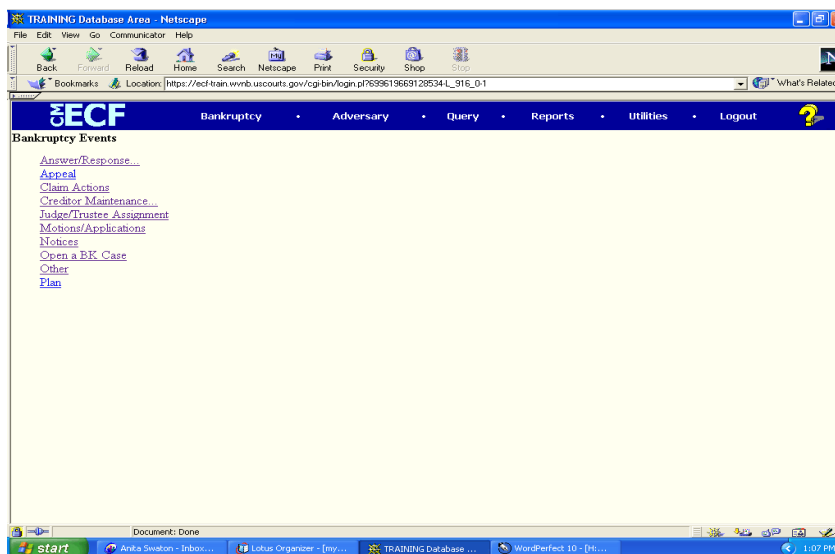 TRAINING Database Area - Netscape
File Edit View Go Communicator Help
Back Forward Reload Home Search Netscape Print Security Shop Stop
Bookmarks Location: https://ecf-train.wvnb.uscourts.gov/cgi-bin/login.pl?699619669128534-L_916_0-1 What's Related
CM ECF Bankruptcy • Adversary • Query • Reports • Utilities • Logout ?
Bankruptcy Events
Answer/Response...
Appeal
Claim Actions
Creditor Maintenance...
Judge/Trustee Assignment
Motions/Applications
Notices
Open a BK Case
Other
Plan
Document: Done
start Anita Swaton - Inbox... Lotus Organizer - [my... TRAINING Database ... WordPerfect 10 - [H:... 1:07 PM